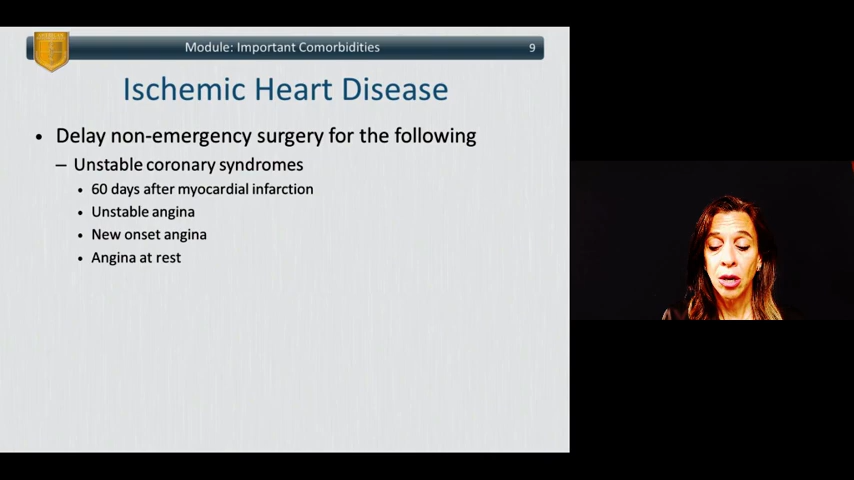 Module: Important Comorbidities 9
Ischemic Heart Disease
• Delay non-emergency surgery for the following
– Unstable coronary syndromes
• 60 days after myocardial infarction
• Unstable angina
• New onset angina
• Angina at rest